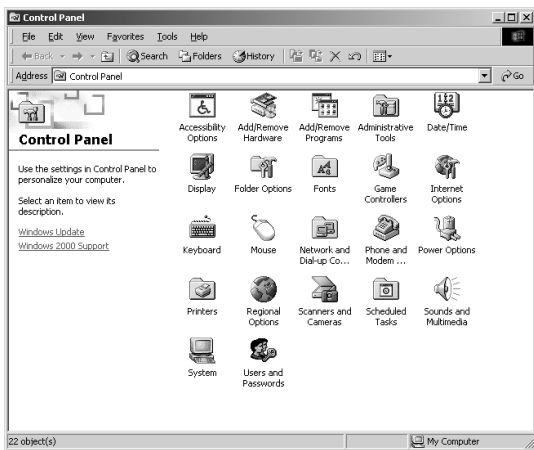 Control Panel
File Edit View Favorites Tools Help
Back Search Folders History
Address Control Panel Go
Control Panel
Use the settings in Control Panel to
personalize your computer.
Select an item to view its
description.
Windows Update
Windows 2000 Support
Accessibility
Options
Add/Remove
Hardware
Add/Remove
Programs
Administrative
Tools
Date/Time
Display
Folder Options
Fonts
Game
Controllers
Internet
Options
Keyboard
Mouse
Network and
Dial-up Co...
Phone and
Modem ...
Power Options
Printers
Regional
Options
Scanners and
Cameras
Scheduled
Tasks
Sounds and
Multimedia
System
Users and
Passwords
22 object(s) My Computer